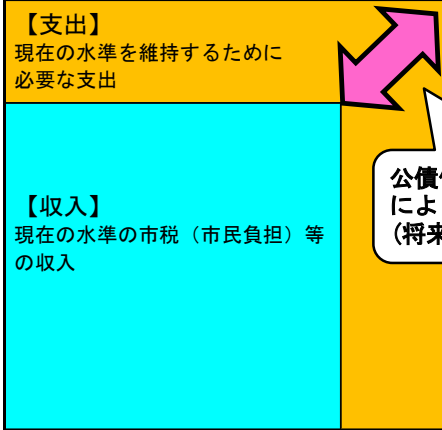 【支出】
現在の水準を維持するために
必要な支出
【収入】
現在の水準の市税（市民負担）等
の収入
公債
によ
（将来